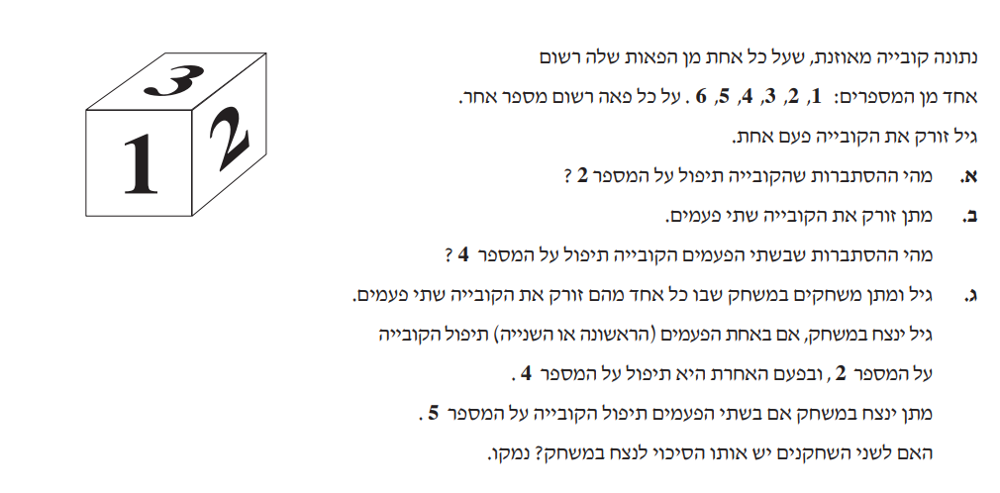 נתונה קובייה מאוזנת, שעל כל אחת מן הפאות שלה רשום
אחד מן המספרים: 1, 2, 3, 4, 5, 6 . על כל פאה רשום מספר אחר.
גיל זורק את הקובייה פעם אחת.
א. מהי ההסתברות שהקובייה תיפול על המספר 2 ?
ב. מתן זורק את הקובייה שתי פעמים.
מהי ההסתברות שבשתי הפעמים הקובייה תיפול על המספר 4 ?
ג. גיל ומתן משחקים במשחק שבו כל אחד מהם זורק את הקובייה שתי פעמים.
גיל ינצח במשחק, אם באחת הפעמים (הראשונה או השנייה) תיפול הקובייה
על המספר 2 , ובפעם האחרת היא תיפול על המספר 4 .
מתן ינצח במשחק אם בשתי הפעמים תיפול הקובייה על המספר 5 .
האם לשני השחקנים יש אותו הסיכוי לנצח במשחק? נמקו.
3
1
2